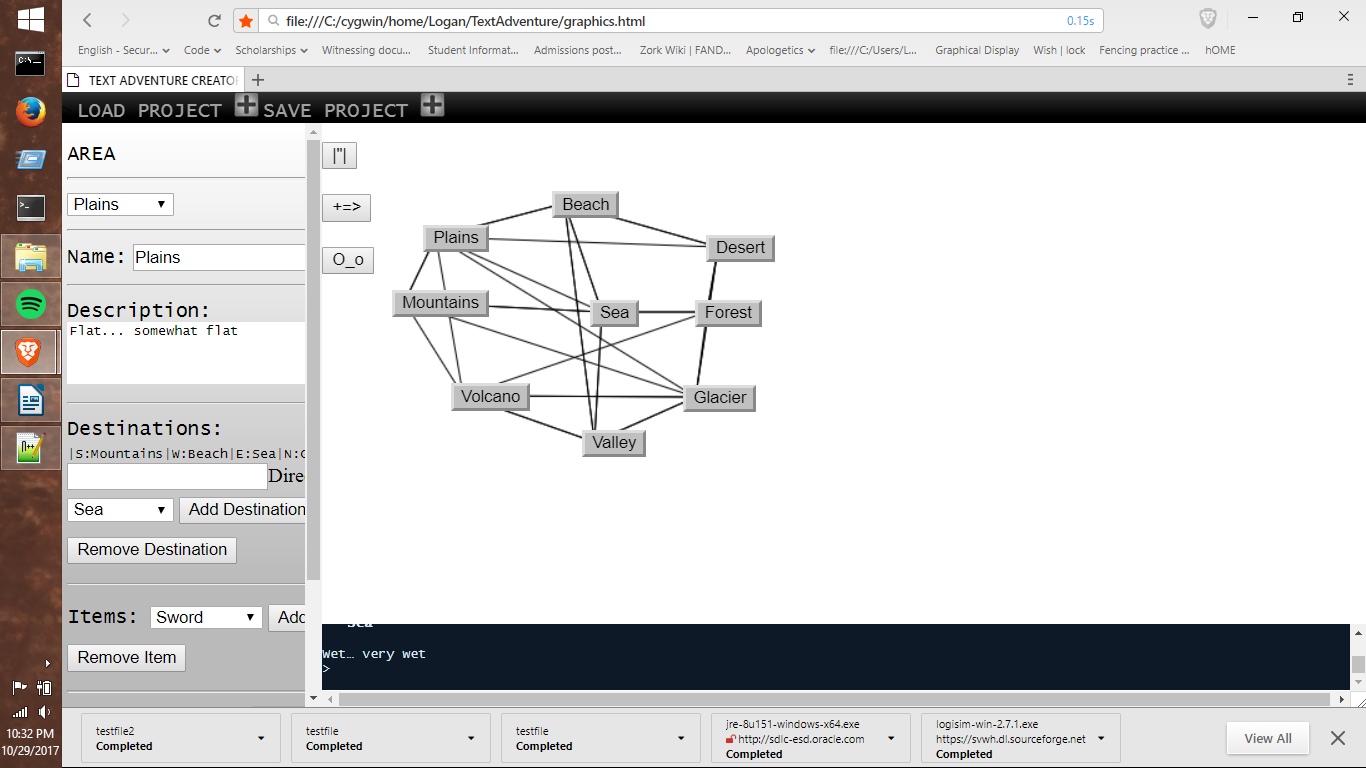 file:///C:/cygwin/home/Logan/TextAdventure/graphics.html
0.15s
English - Secur...
Code
Scholarships
Witnessing docu...
Student Informat...
Admissions post...
Zork Wiki | FAND...
Apologetics
file:///C:/Users/L...
Graphical Display
Wish | lock
Fencing practice ...
hOME
TEXT ADVENTURE CREATO
LOAD PROJECT
SAVE PROJECT
AREA
Plains
Name: Plains
Description:
Flat... somewhat flat
Destinations:
|S:Mountains|W:Beach|E:Sea|N:
Dire
Sea
Add Destination
Remove Destination
Items: Sword Add
Remove Item
|"|
+=>
O_o
Beach
Plains
Desert
Mountains
Sea
Forest
Volcano
Glacier
Valley
Sea
Wet… very wet
>
testfile2
Completed
testfile
Completed
testfile
Completed
jre-8u151-windows-x64.exe
http://sdlc-esd.oracle.com
Completed
logisim-win-2.7.1.exe
https://svwh.dl.sourceforge.net
Completed
View All
10:32 PM
10/29/2017